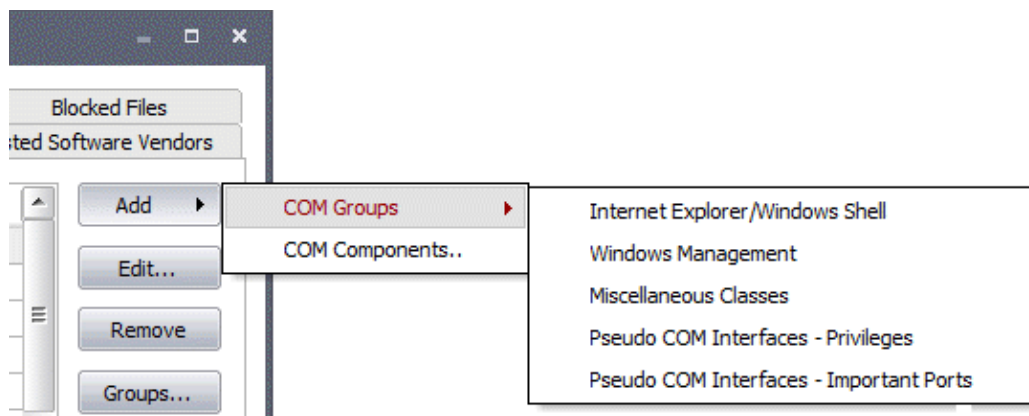 Blocked Files
sted Software Vendors
Add
COM Groups
Internet Explorer/Windows Shell
COM Components..
Windows Management
Edit...
Miscellaneous Classes
Remove
Pseudo COM Interfaces - Privileges
Groups...
Pseudo COM Interfaces - Important Ports